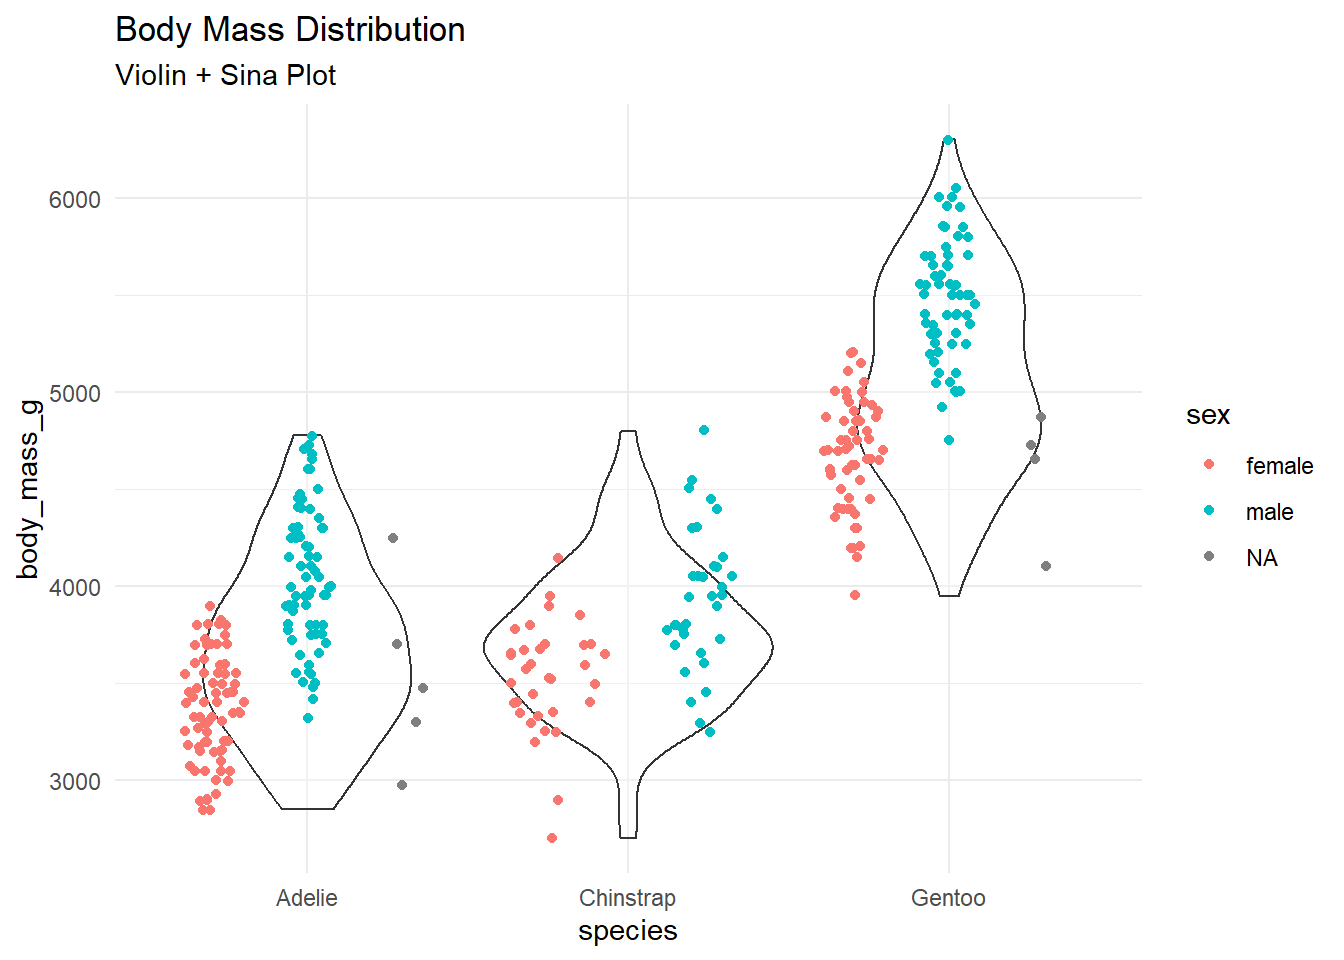 Body Mass Distribution
Violin + Sina Plot
body_mass_g
6000
5000
4000
3000
Adelie Chinstrap Gentoo
species
sex
female
male
NA